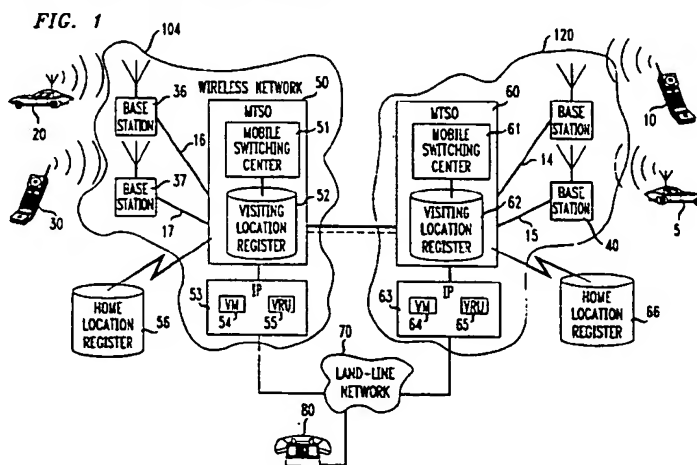 FIG. 1
104
120
WIRELESS NETWORK
36
50
60
20
BASE STATION
MTSO
51
MOBILE SWITCHING CENTER
16
MTSO
61
MOBILE SWITCHING CENTER
14
BASE STATION
10
30
37
BASE STATION
17
52
VISITING LOCATION REGISTER
62
VISITING LOCATION REGISTER
15
BASE STATION
40
5
HOME LOCATION REGISTER
56
53
IP
VM
VRU
54
55
63
IP
VM
VRU
64
65
HOME LOCATION REGISTER
66
70
LAND-LINE NETWORK
80